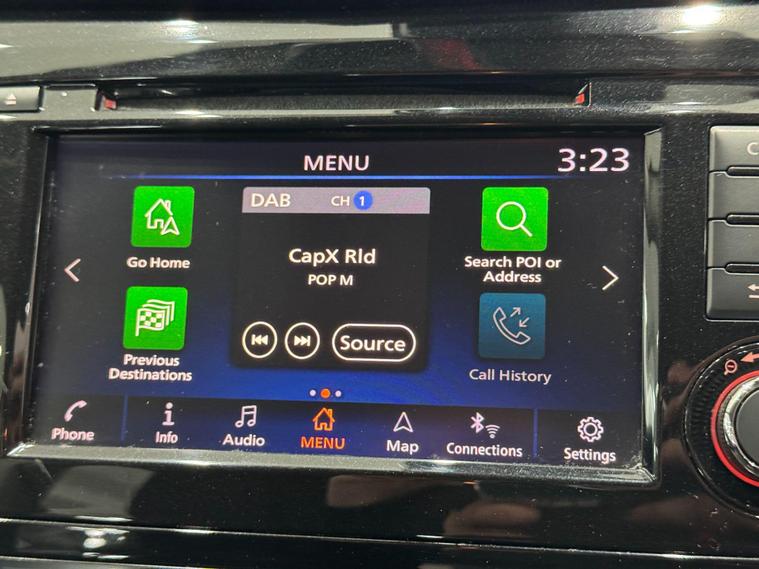 MENU
3:23
DAB CH 1
Go Home
CapX Rld
POP M
Search POI or
Address
Previous
Destinations
Source
Call History
Phone
Info
Audio
MENU
Map
Connections
Settings